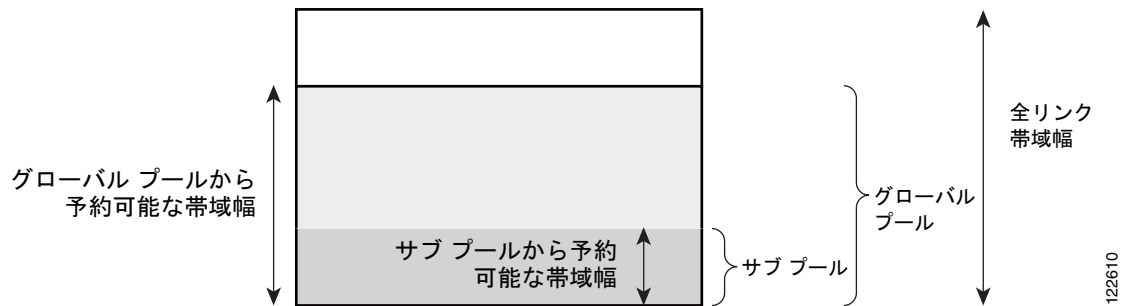 グローバル プールから
予約可能な帯域幅
サブ プールから予約
可能な帯域幅
サブ プール
グローバル
プール
全リンク
帯域幅
122610